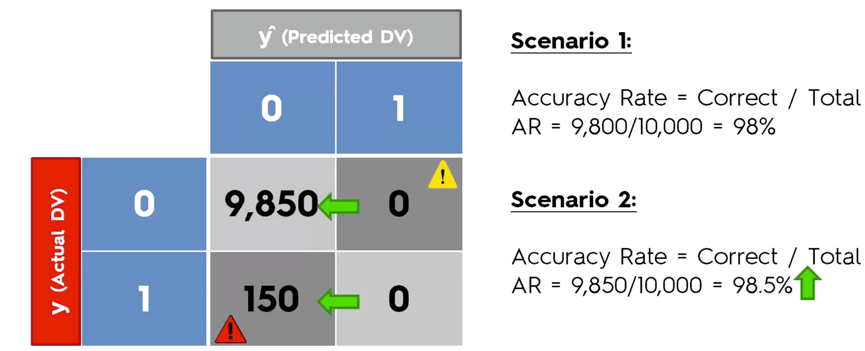 y^ (Predicted DV)
0 1
y (Actual DV)
0 9,850 0
!
1 150 0
!
Scenario 1:
Accuracy Rate = Correct / Total
AR = 9,800/10,000 = 98%
Scenario 2:
Accuracy Rate = Correct / Total
AR = 9,850/10,000 = 98.5%